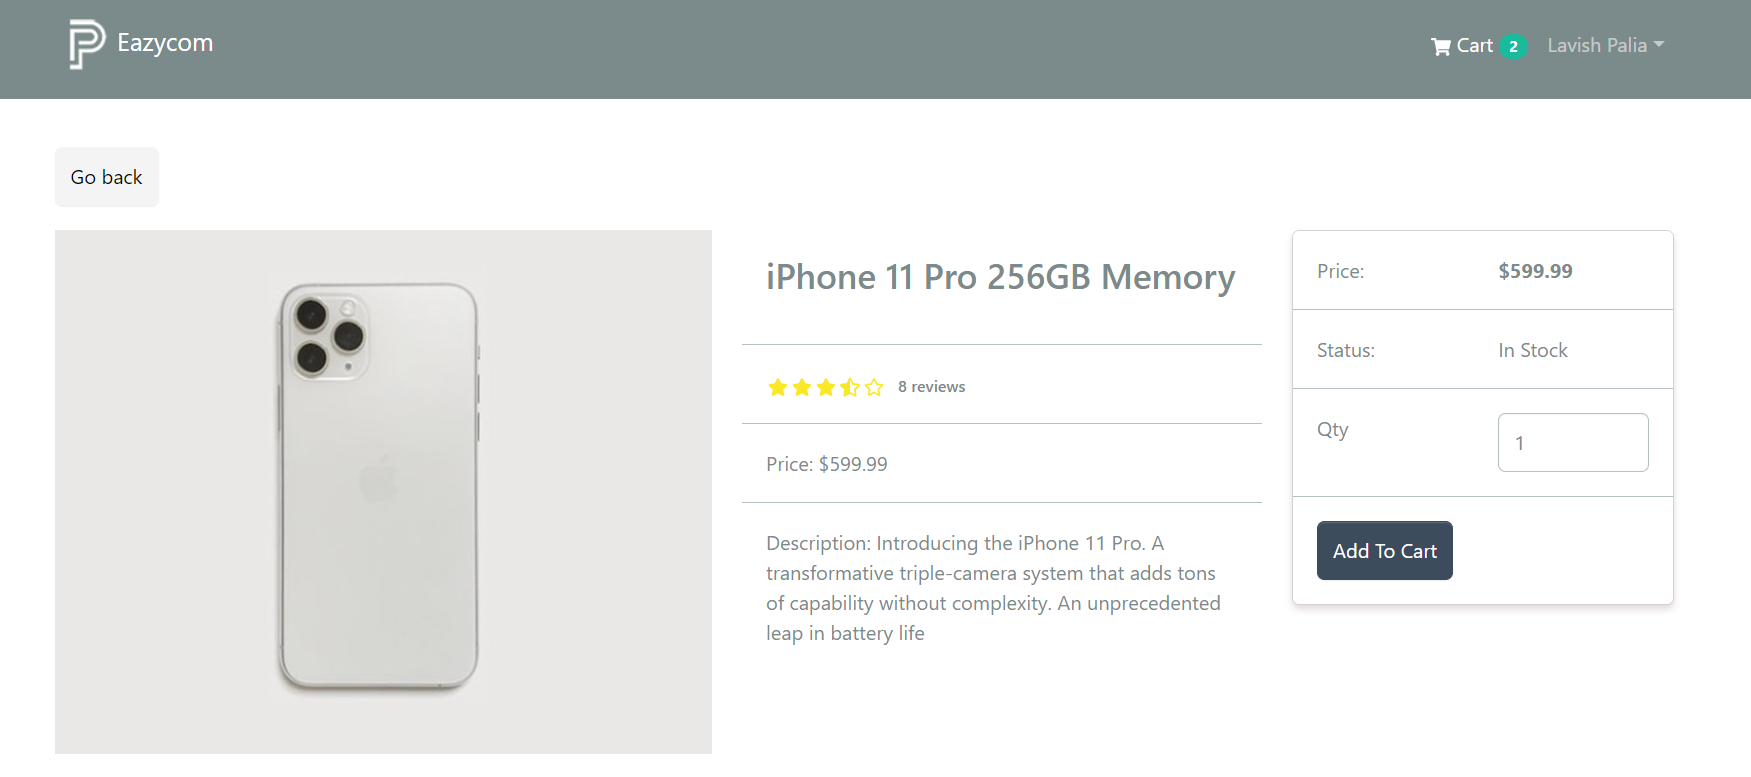 Eazycom
Cart 2 Lavish Palia
Go back
iPhone 11 Pro 256GB Memory
8 reviews
Price: $599.99
Description: Introducing the iPhone 11 Pro. A
transformative triple-camera system that adds tons
of capability without complexity. An unprecedented
leap in battery life
Price: $599.99
Status: In Stock
Qty 1
Add To Cart